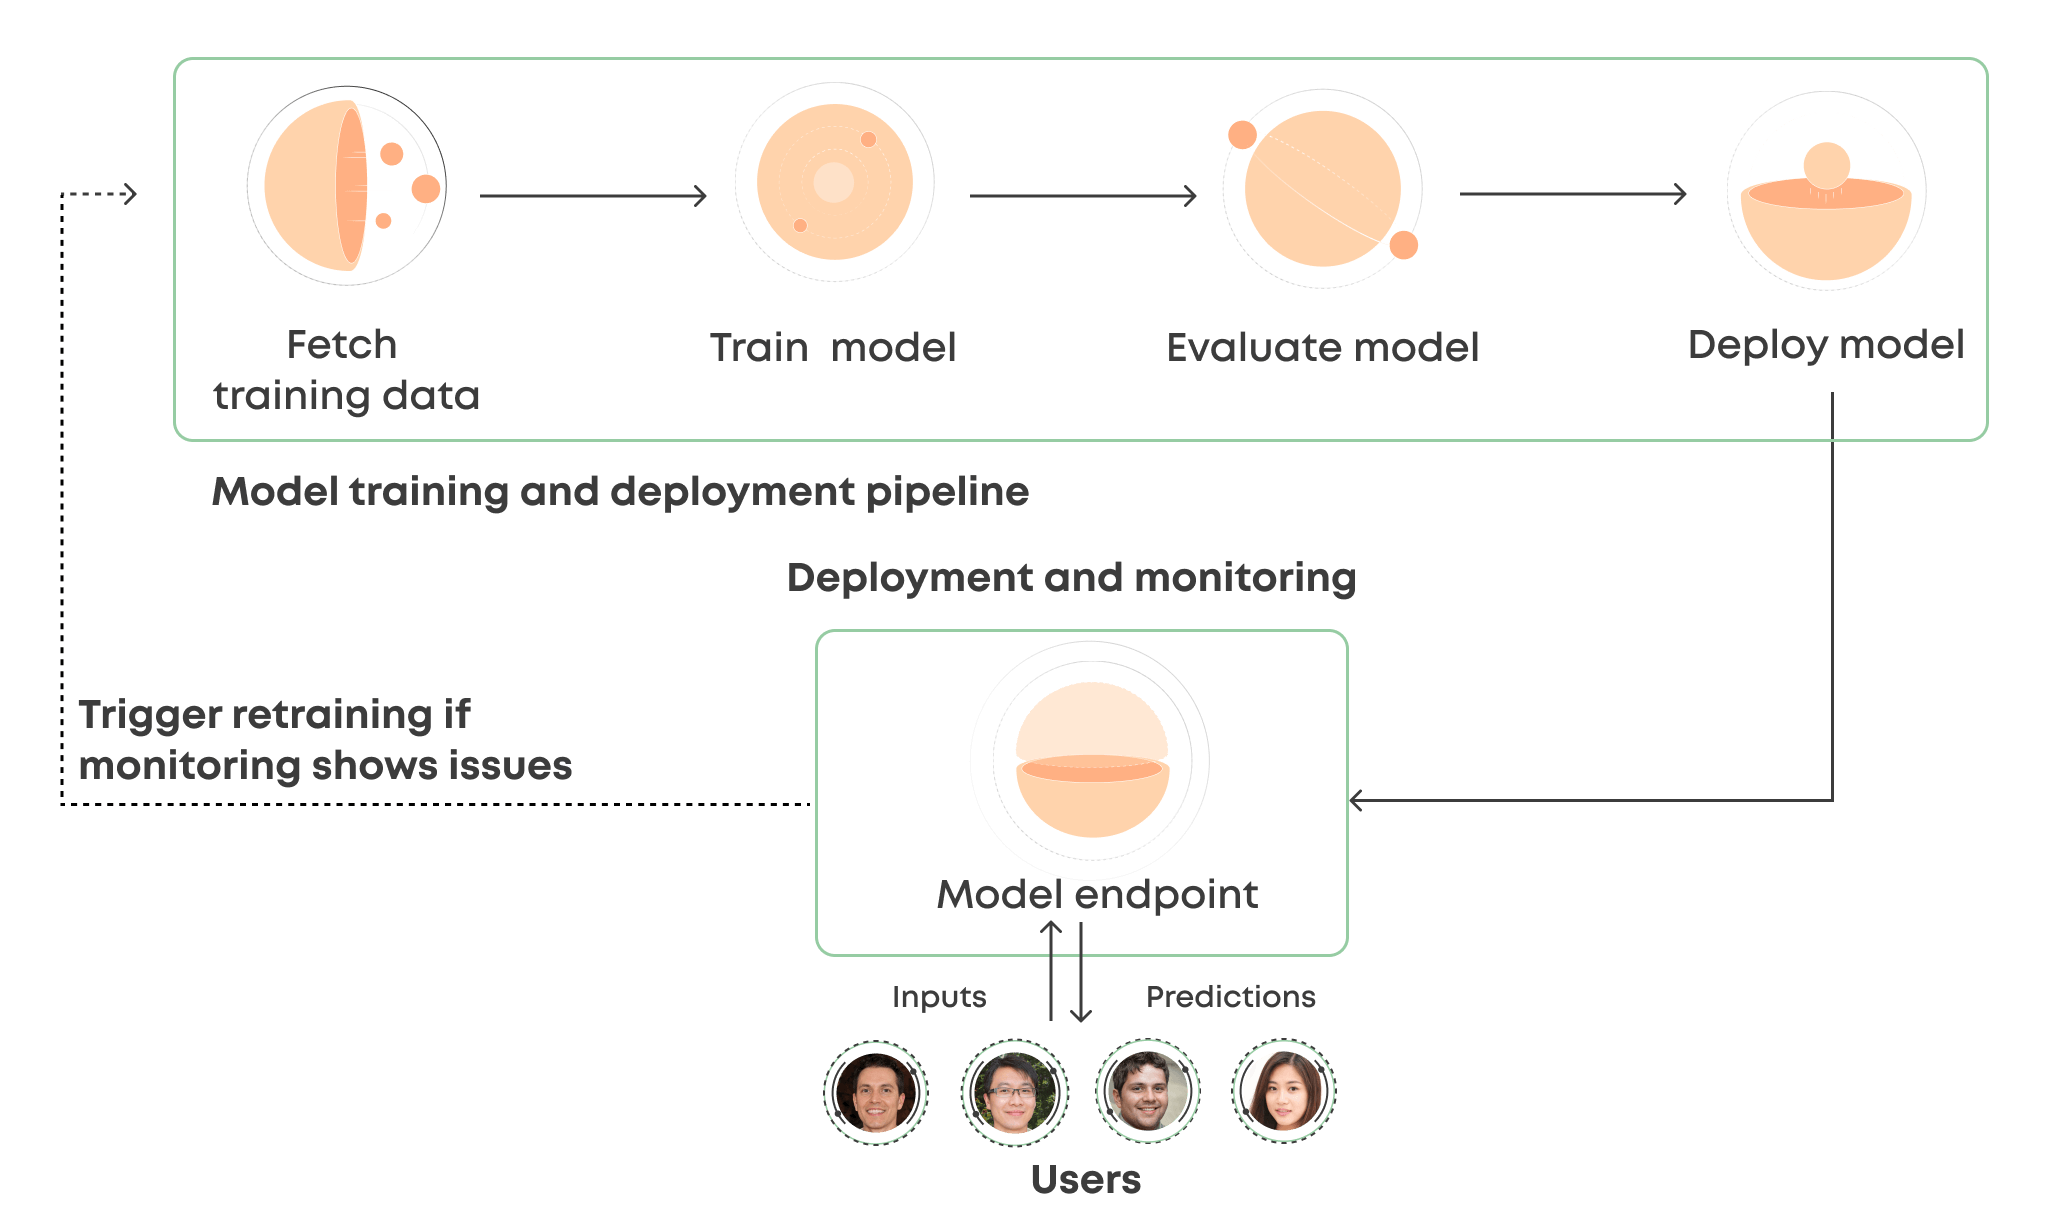 Fetch
training data
Train model
Evaluate model
Deploy model
Model training and deployment pipeline
Deployment and monitoring
Trigger retraining if
monitoring shows issues
Model endpoint
Inputs
Predictions
Users